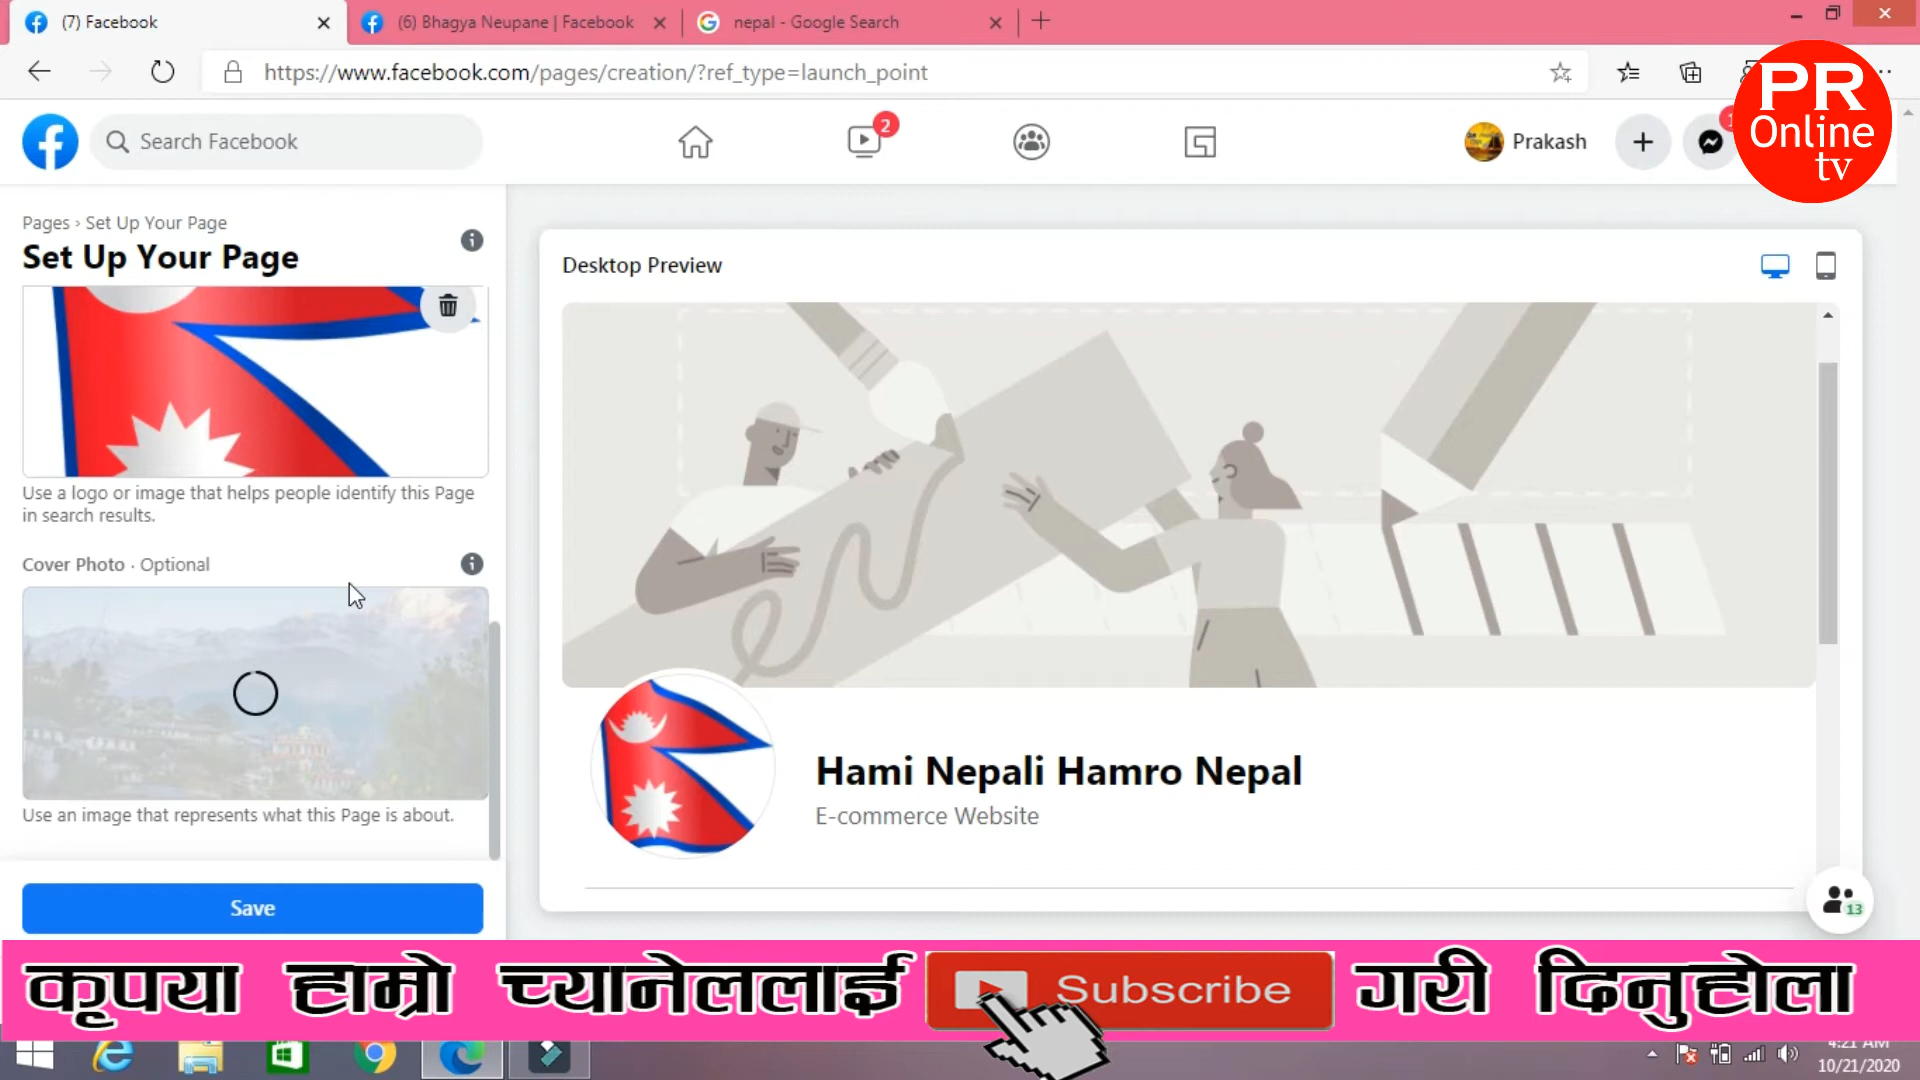 (7) Facebook
(6) Bhagya Neupane | Facebook
nepal - Google Search
https://www.facebook.com/pages/creation/?ref_type=launch_point
PR
Online
tv
Search Facebook
2
Prakash
Pages › Set Up Your Page
Set Up Your Page
Desktop Preview
Use a logo or image that helps people identify this Page
in search results.
Cover Photo · Optional
Use an image that represents what this Page is about.
Save
Hami Nepali Hamro Nepal
E-commerce Website
13
कृपया हाम्रो च्यानेललाई Subscribe गरी दिनुहोला
4:21 AM
10/21/2020